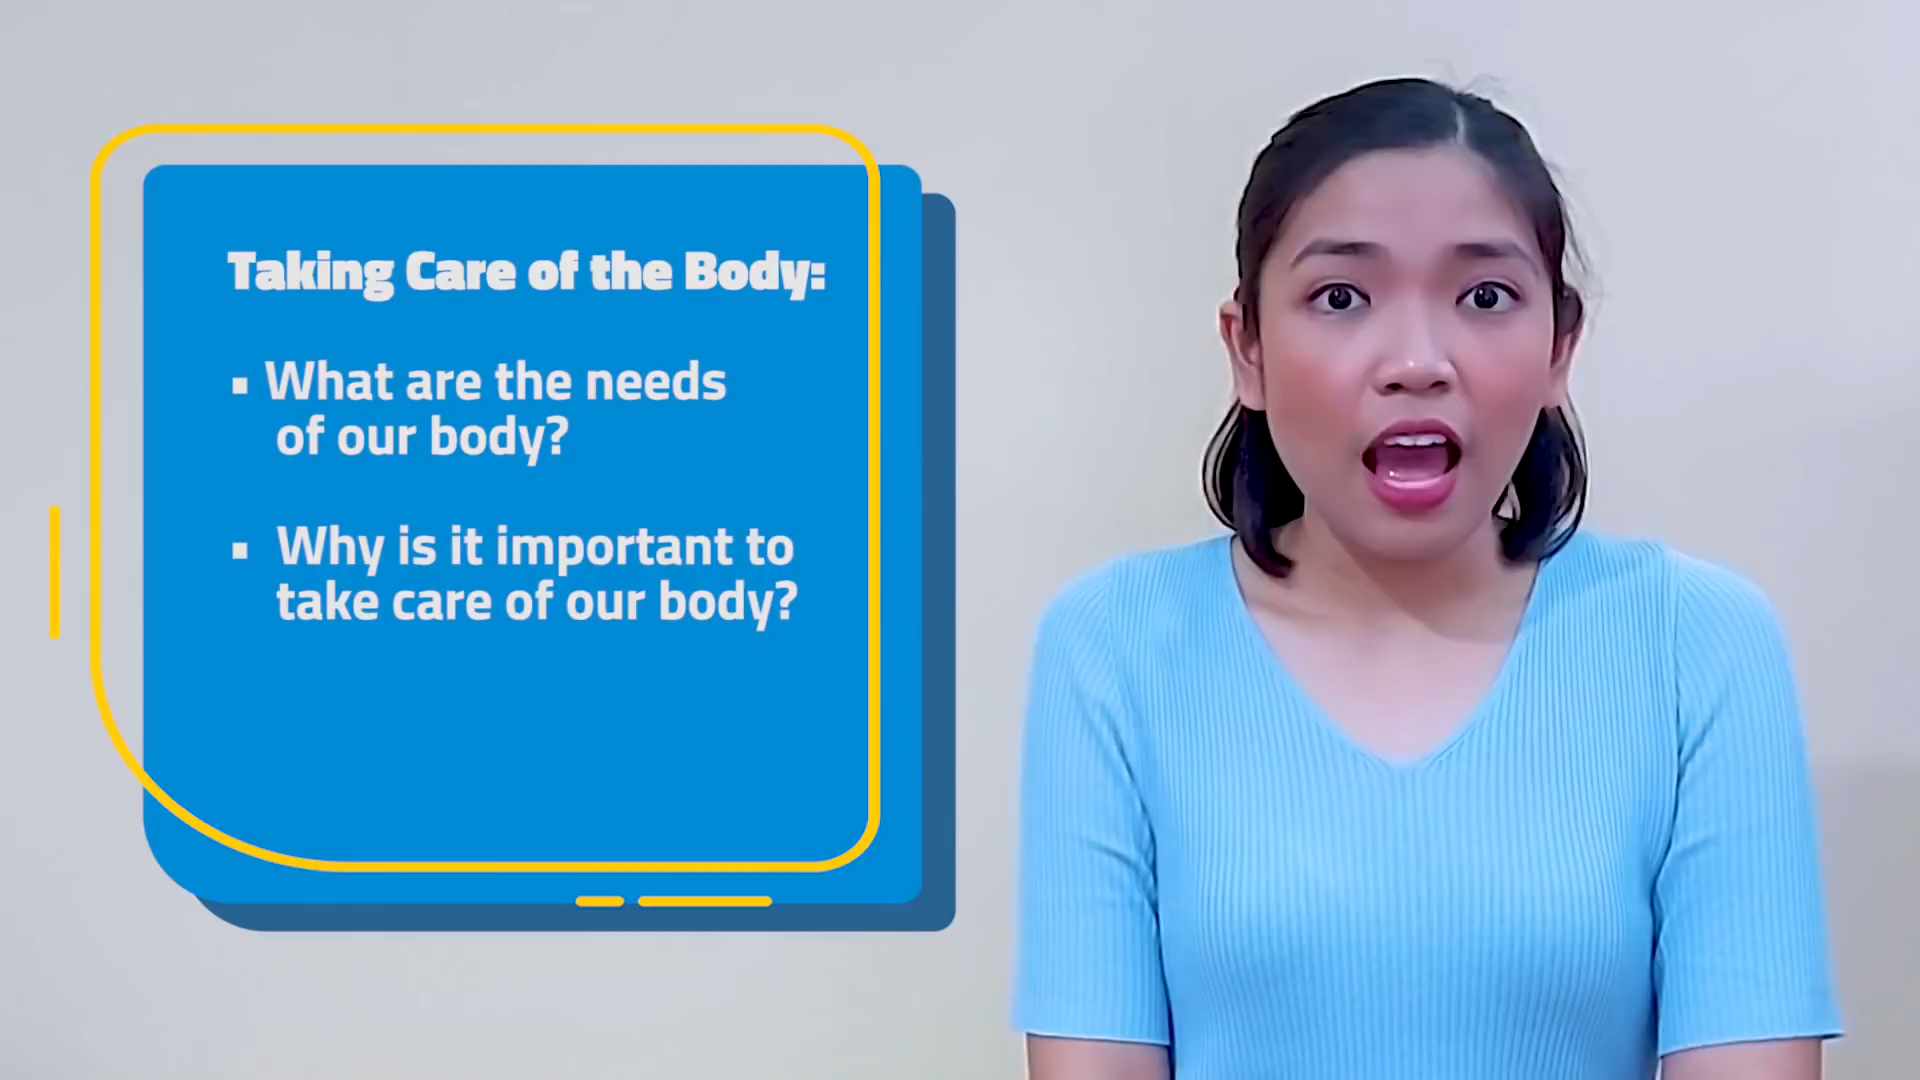 Taking Care of the Body:
▪ What are the needs
of our body?
▪ Why is it important to
take care of our body?